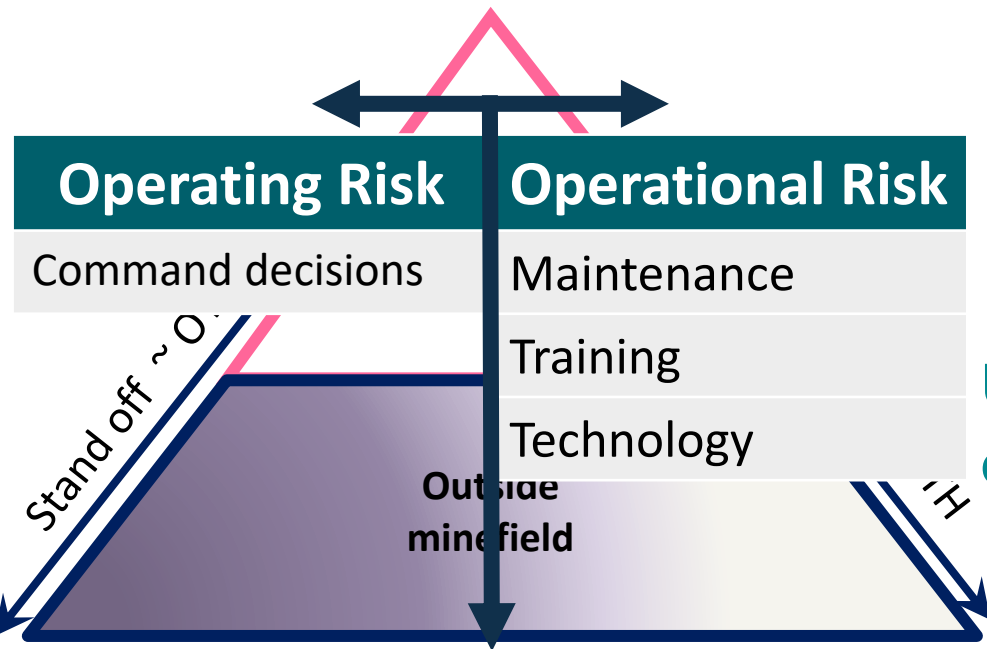 Operating Risk
Operational Risk
Command decisions
Maintenance
Training
Technology
Stand off ~
Outside
minefield